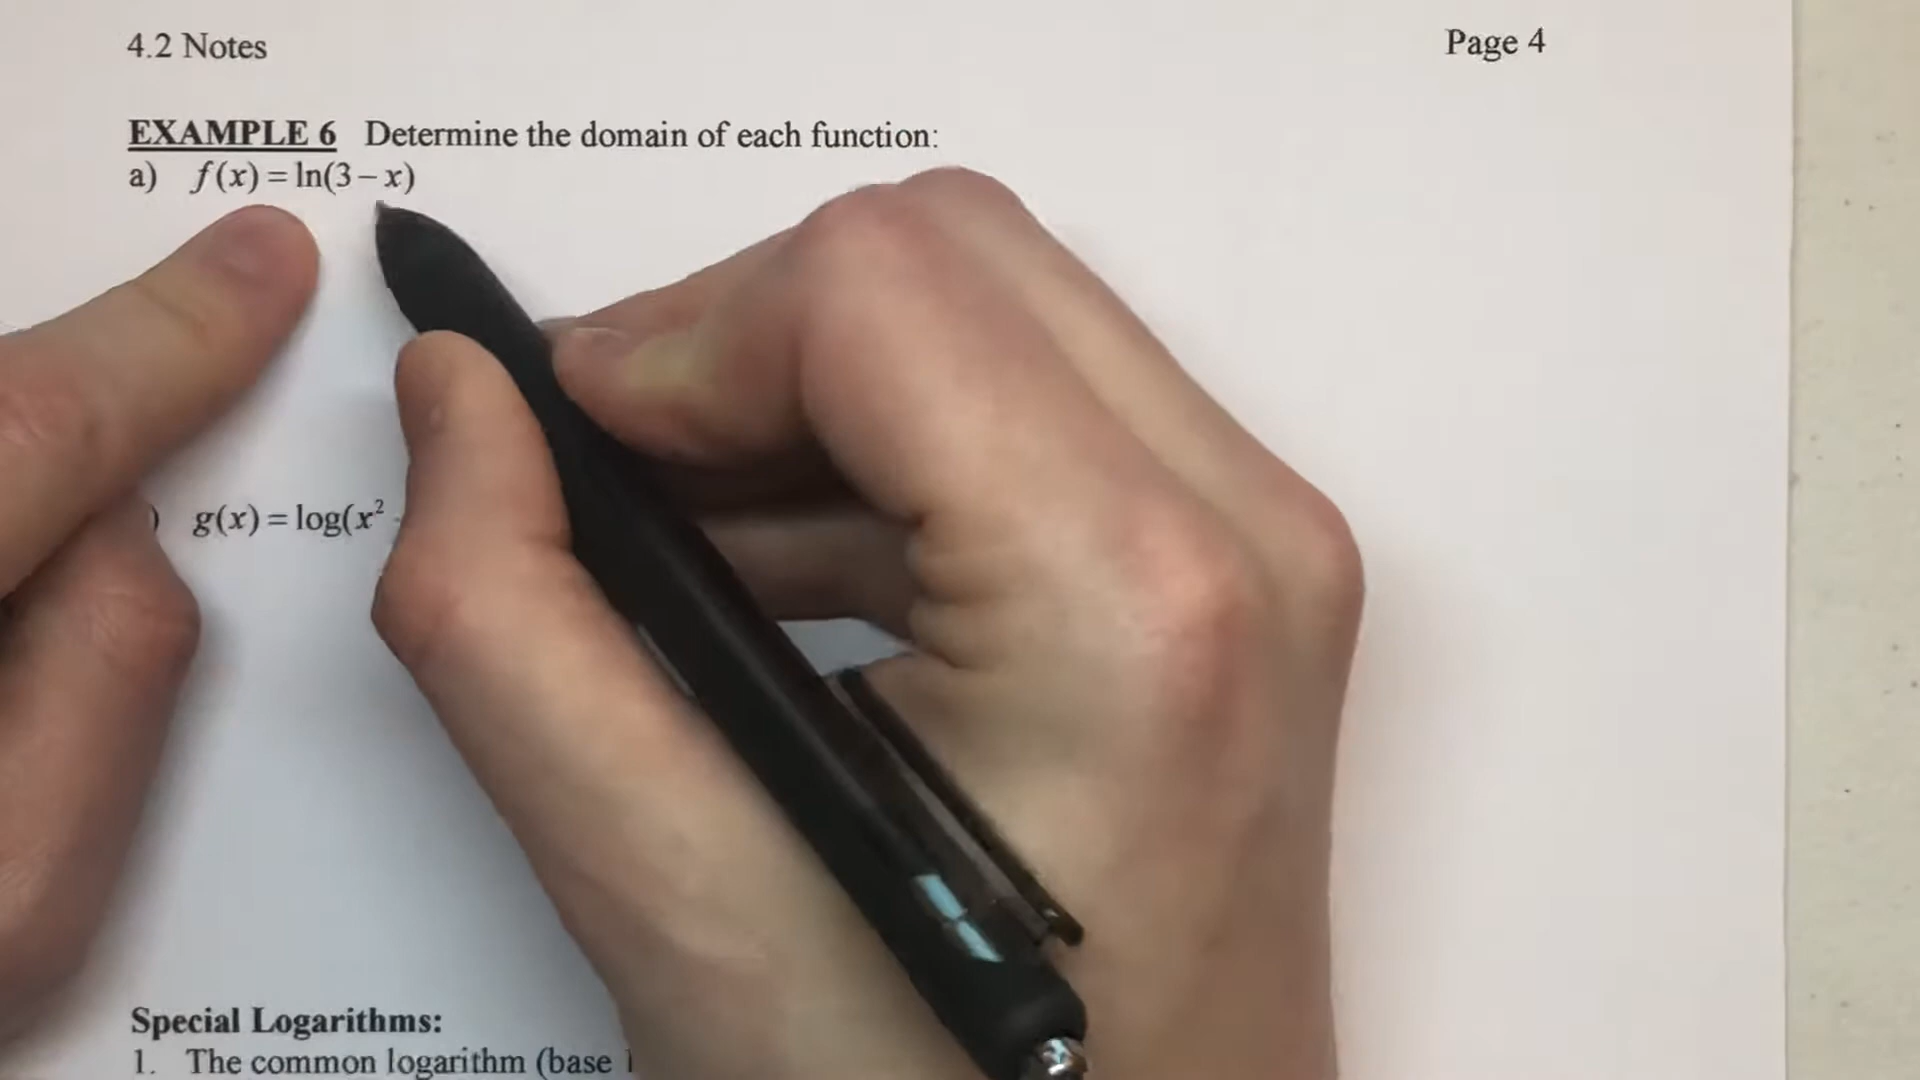 4.2 Notes
Page 4
EXAMPLE 6 Determine the domain of each function:
a) f(x) = ln(3 − x)
) g(x) = log(x²
Special Logarithms:
1. The common logarithm (base